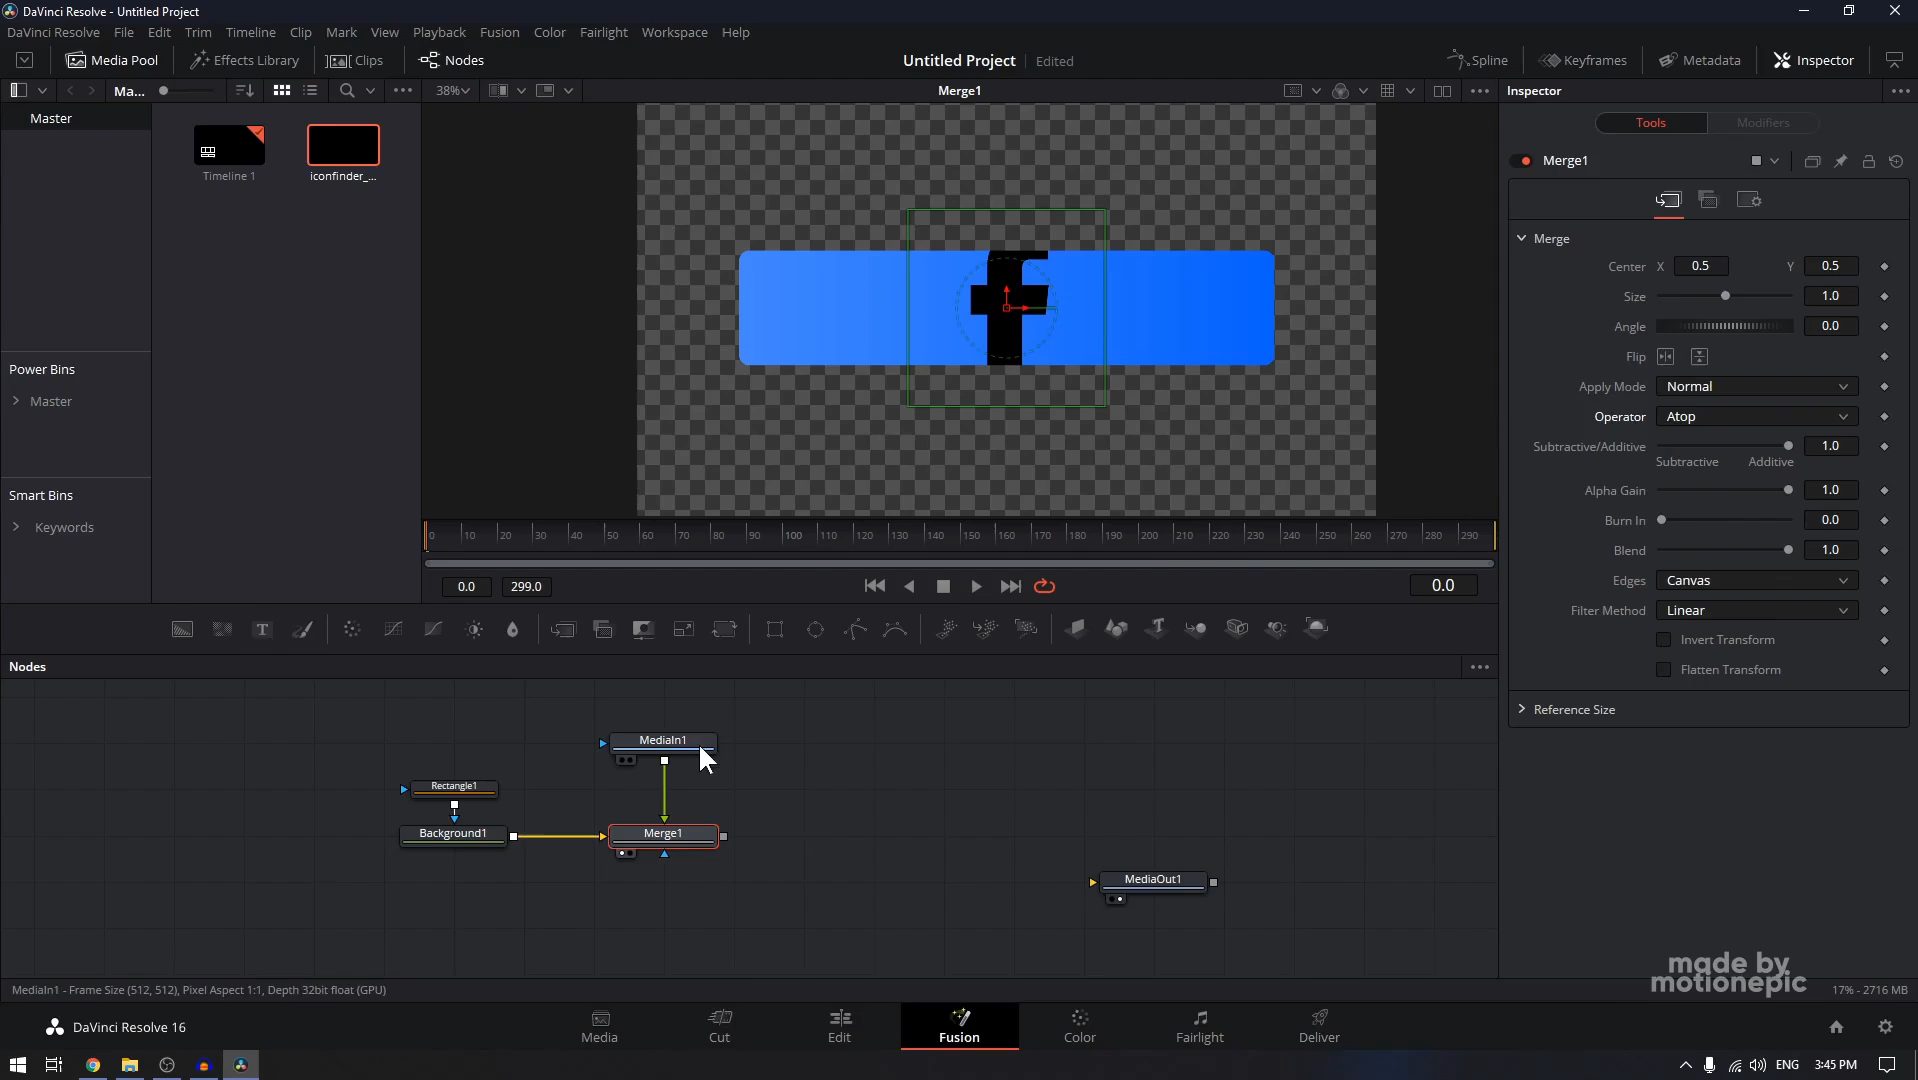 DaVinci Resolve - Untitled Project
DaVinci Resolve File Edit Trim Timeline Clip Mark View Playback Fusion Color Fairlight Workspace Help
Media Pool Effects Library Clips Nodes Untitled Project Edited Spline Keyframes Metadata Inspector
Ma... 38% Merge1 Inspector
Master
Timeline 1
iconfinder_...
Power Bins
Master
Smart Bins
Keywords
f
0 10 20 30 40 50 60 70 80 90 100 110 120 130 140 150 160 170 180 190 200 210 220 230 240 250 260 270 280 290
0.0 299.0 0.0
T
Tools Modifiers
Merge1
Merge
Center X 0.5 Y 0.5
Size 1.0
Angle 0.0
Flip
Apply Mode Normal
Operator Atop
Subtractive/Additive 1.0
Subtractive Additive
Alpha Gain 1.0
Burn In 0.0
Blend 1.0
Edges Canvas
Filter Method Linear
Invert Transform
Flatten Transform
Reference Size
Nodes
MediaIn1
Rectangle1
Background1
Merge1
MediaOut1
made by
motionepic
MediaIn1 - Frame Size (512, 512), Pixel Aspect 1:1, Depth 32bit float (GPU)
17% - 2716 MB
DaVinci Resolve 16
Media Cut Edit Fusion Color Fairlight Deliver
ENG 3:45 PM